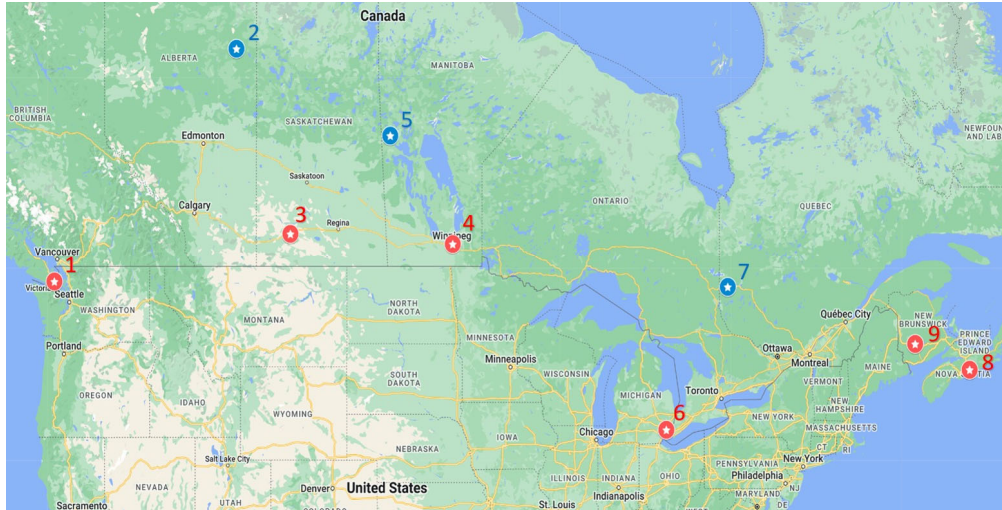 Canada
2
ALBERTA
MANITOBA
BRITISH
COLUMBIA
5
SASKATCHEWAN
Edmonton
NEWFOUN
AND LAB
Saskatoon
ONTARIO
QUEBEC
Calgary
3
Regina
4
Winnipeg
Vancouver
1
Victoria
Seattle
7
WASHINGTON
MONTANA
NORTH
DAKOTA
Québec City
NEW
BRUNSWICK
9
PRINCE
EDWARD
ISLAND
MINNESOTA
Portland
Ottawa
Montreal
Minneapolis
MAINE
8
NOVA SCOTIA
SOUTH
DAKOTA
WISCONSIN
VERMONT
OREGON
IDAHO
MICHIGAN
Toronto
NEW
HAMPSHIRE
WYOMING
6
NEW YORK
MASSACHUSETTS
Chicago
IOWA
CT
RI
NEBRASKA
Salt Lake City
PENNSYLVANIA
New York
ILLINOIS
INDIANA
OHIO
Philadelphia
NEVADA
Denver
United States
Indianapolis
NJ
MARYLAND
UTAH
Sacramento
St. Louis
DE